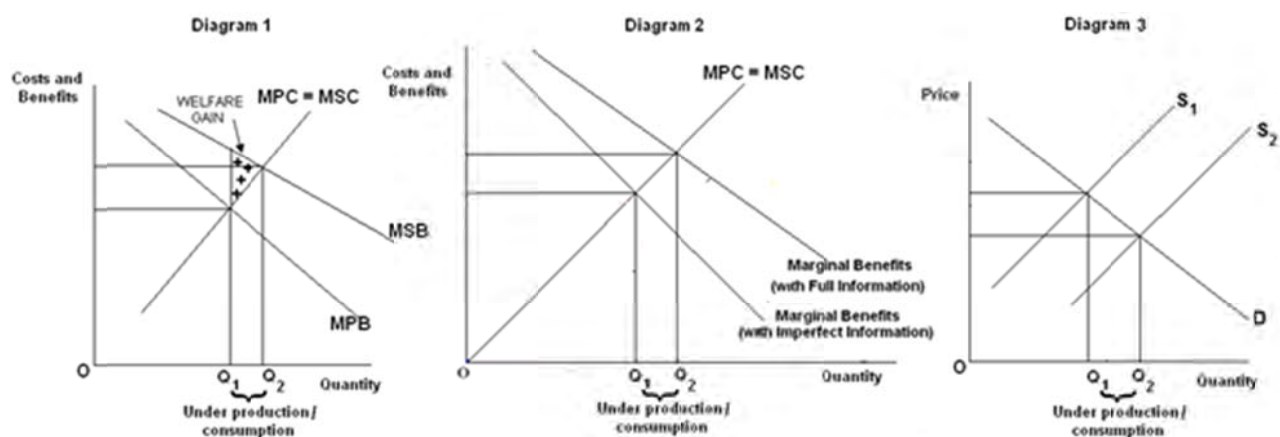 Diagram 1
Costs and
Benefits
WELFARE
GAIN
MPC = MSC
MSB
MPB
O
Q1
Q2
Quantity
Under production/
consumption
Diagram 2
Costs and
Benefits
MPC = MSC
Marginal Benefits
(with Full Information)
Marginal Benefits
(with Imperfect Information)
O
Q1
Q2
Quantity
Under production/
consumption
Diagram 3
Price
S1
S2
D
O
Q1
Q2
Quantity
Under production/
consumption